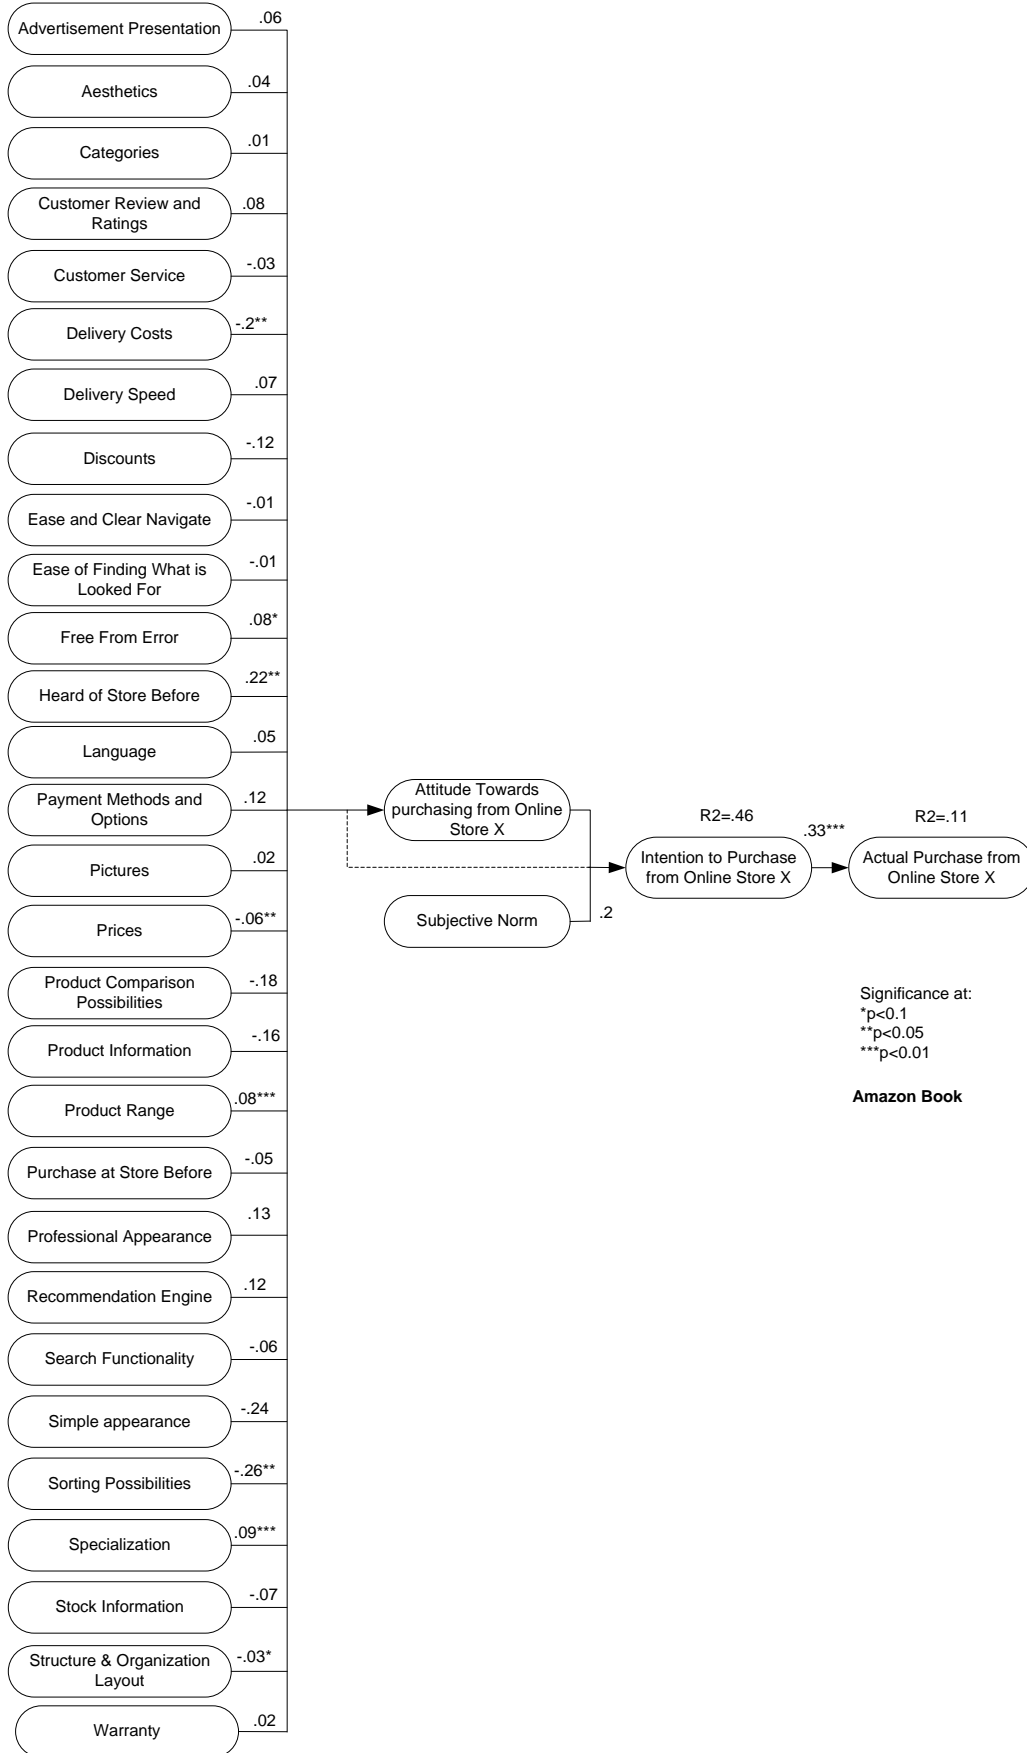 .06
Advertisement Presentation
.04
Aesthetics
.01
Categories
.08
Customer Review and
Ratings
-.03
Customer Service
-.2**
Delivery Costs
.07
Delivery Speed
-.12
Discounts
-.01
Ease and Clear Navigate
-.01
Ease of Finding What is
Looked For
.08*
Free From Error
.22**
Heard of Store Before
.05
Language
.12
Payment Methods and
Options
.02
Pictures
-.06**
Prices
-.18
Product Comparison
Possibilities
-.16
Product Information
.08***
Product Range
-.05
Purchase at Store Before
.13
Professional Appearance
.12
Recommendation Engine
-.06
Search Functionality
-.24
Simple appearance
-.26**
Sorting Possibilities
.09***
Specialization
-.07
Stock Information
-.03*
Structure & Organization
Layout
.02
Warranty
Attitude Towards
purchasing from Online
Store X
Subjective Norm
.2
R2=.46
Intention to Purchase
from Online Store X
.33***
R2=.11
Actual Purchase from
Online Store X
Significance at:
*p<0.1
**p<0.05
***p<0.01
Amazon Book